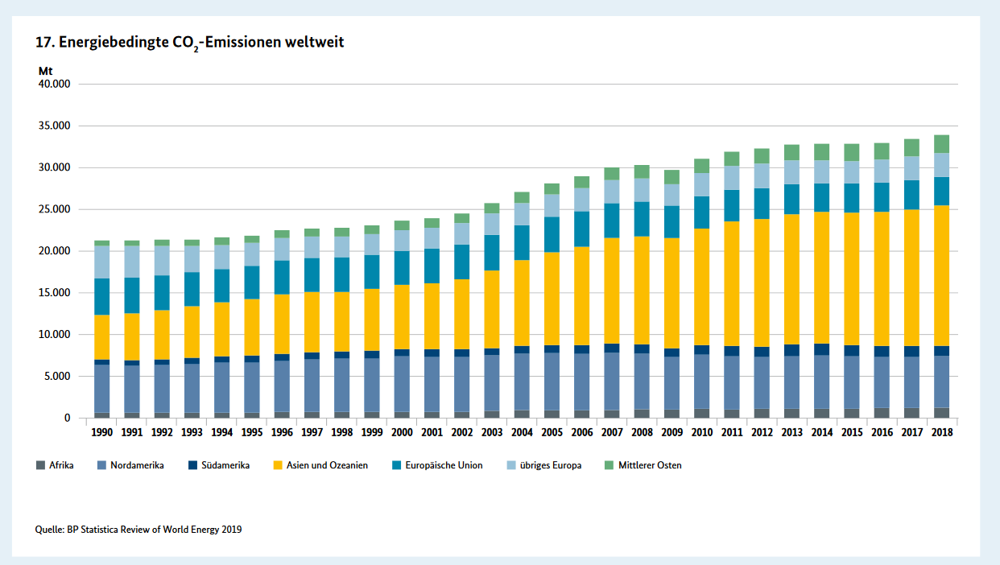 17. Energiebedingte CO₂-Emissionen weltweit
Mt
40.000
35.000
30.000
25.000
20.000
15.000
10.000
5.000
0
1990 1991 1992 1993 1994 1995 1996 1997 1998 1999 2000 2001 2002 2003 2004 2005 2006 2007 2008 2009 2010 2011 2012 2013 2014 2015 2016 2017 2018
Afrika Nordamerika Südamerika Asien und Ozeanien Europäische Union übriges Europa Mittlerer Osten
Quelle: BP Statistica Review of World Energy 2019